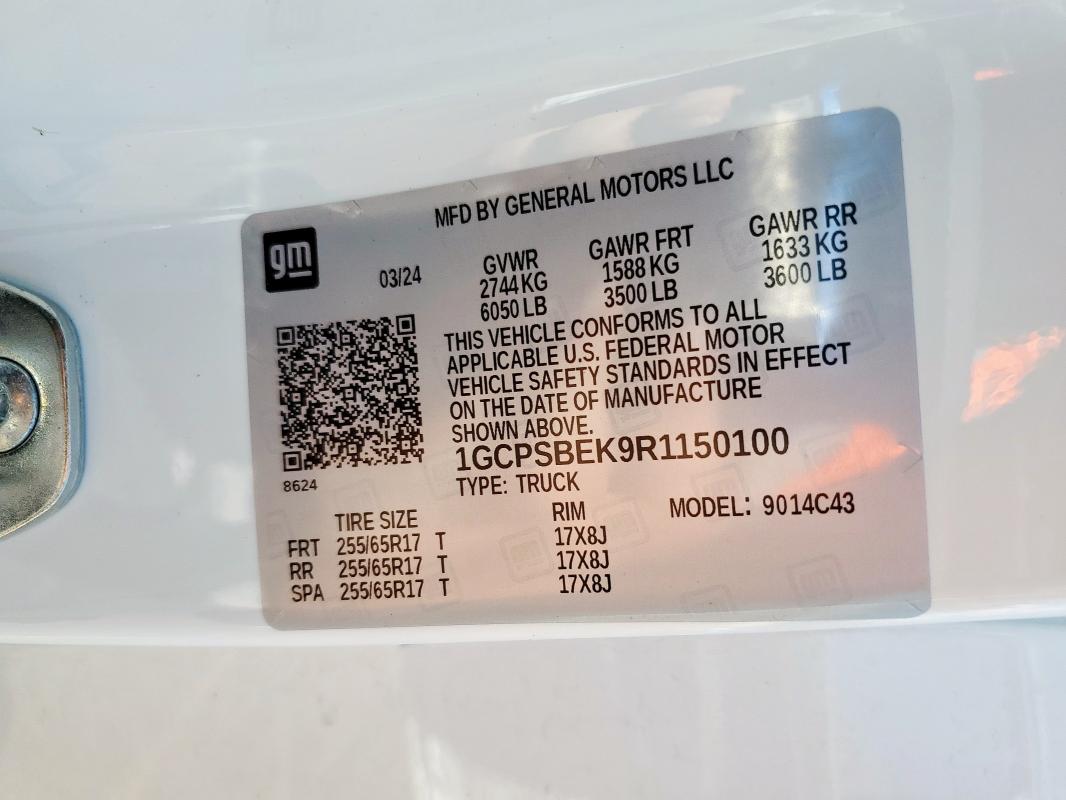 MFD BY GENERAL MOTORS LLC
gm
03/24
GVWR GAWR FRT GAWR RR
2744 KG 1588 KG 1633 KG
6050 LB 3500 LB 3600 LB
THIS VEHICLE CONFORMS TO ALL
APPLICABLE U.S. FEDERAL MOTOR
VEHICLE SAFETY STANDARDS IN EFFECT
ON THE DATE OF MANUFACTURE
SHOWN ABOVE.
1GCPSBEK9R1150100
8624
TYPE: TRUCK
MODEL: 9014C43
TIRE SIZE RIM
FRT 255/65R17 T 17X8J
RR 255/65R17 T 17X8J
SPA 255/65R17 T 17X8J